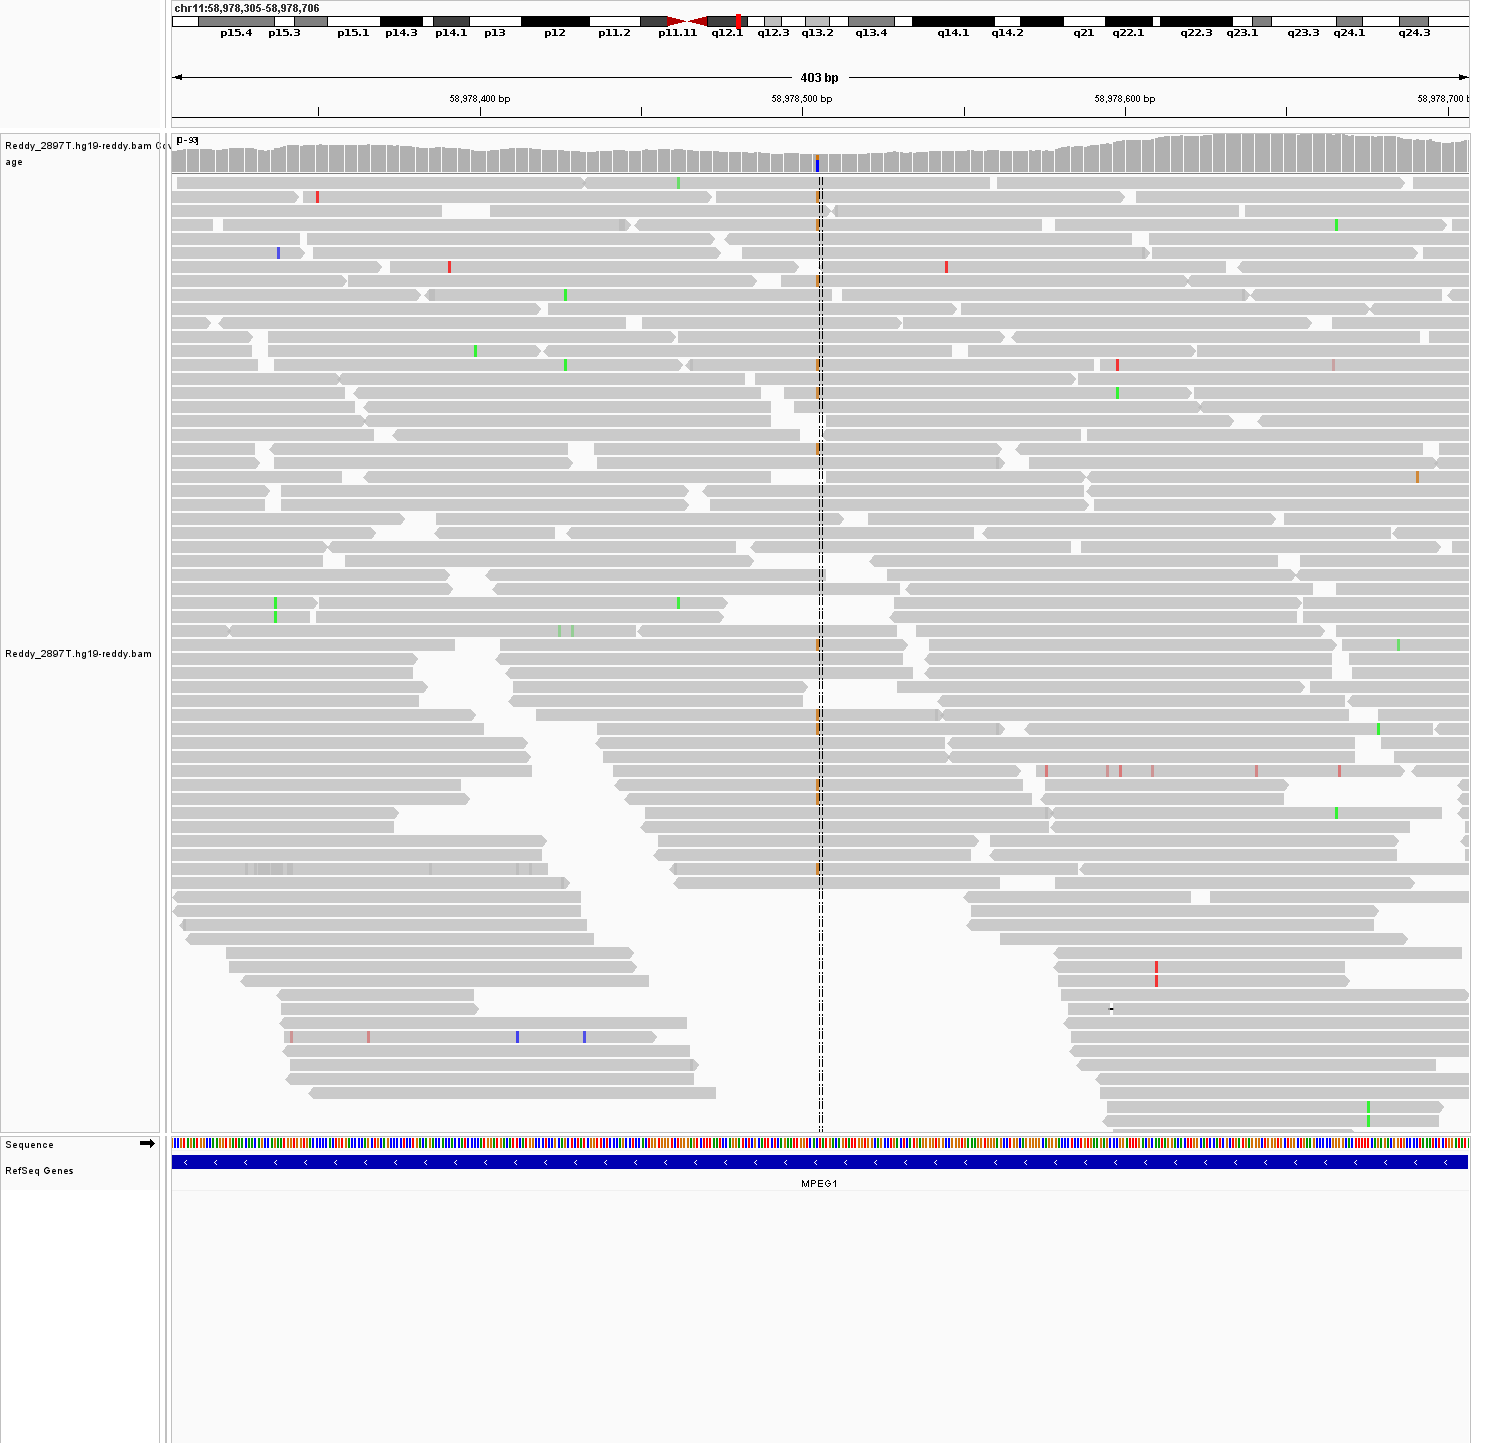 chr11:58,978,305-58,978,706
p15.4 p15.3 p15.1 p14.3 p14.1 p13 p12 p11.2 p11.11 q12.1 q12.3 q13.2 q13.4 q14.1 q14.2 q21 q22.1 q22.3 q23.1 q23.3 q24.1 q24.3
403 bp
58,978,400 bp 58,978,500 bp 58,978,600 bp 58,978,700 b
[0-93]
Reddy_2897T.hg19-reddy.bam Cov
age
Reddy_2897T.hg19-reddy.bam
Sequence
RefSeq Genes
MPEG1